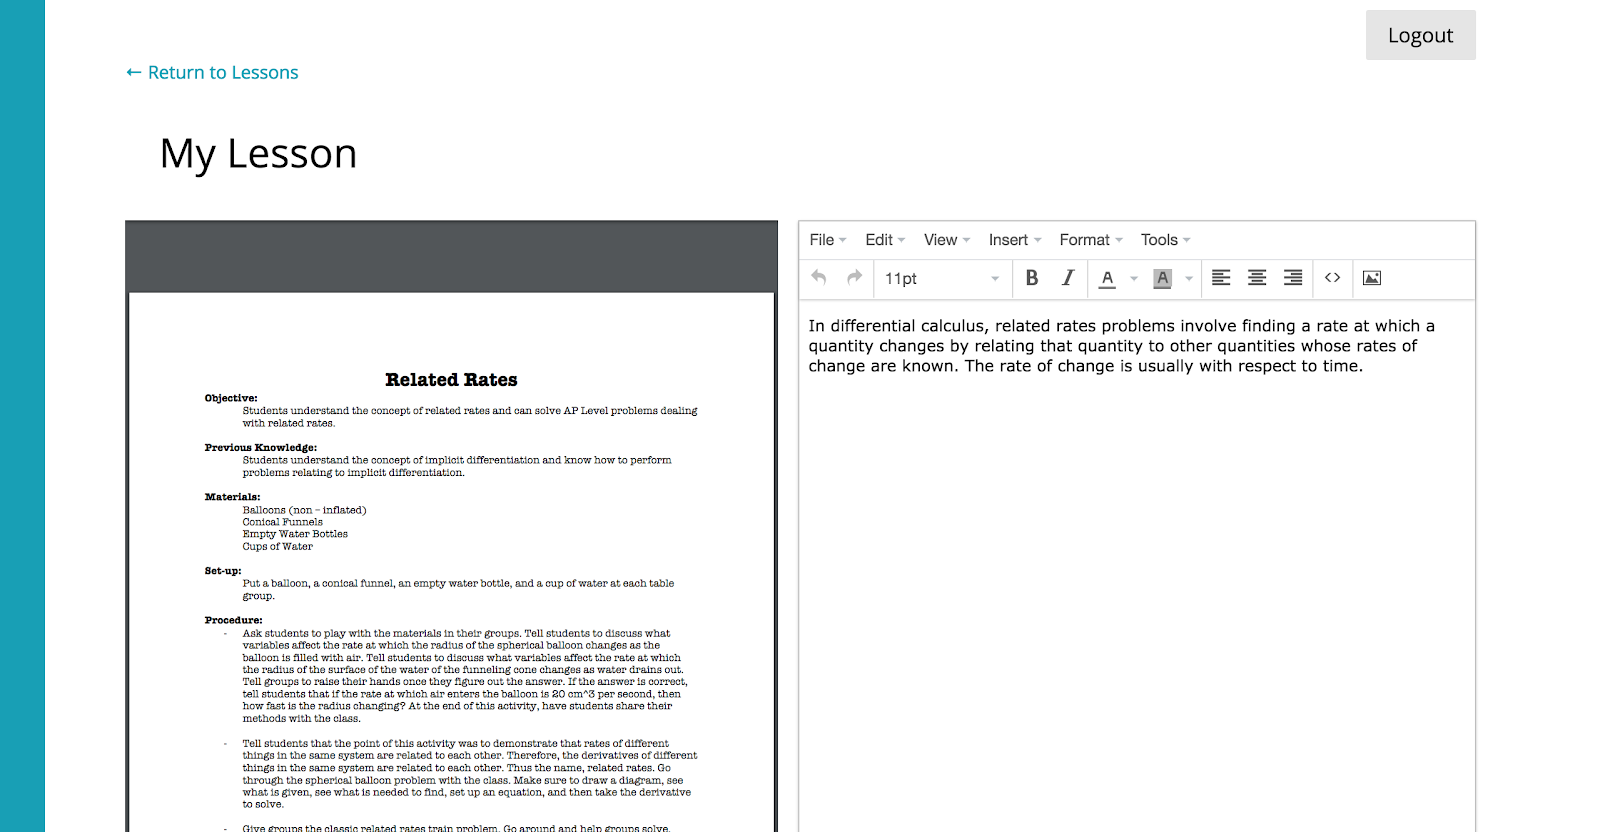 Logout
← Return to Lessons
My Lesson
File Edit View Insert Format Tools
11pt B I A A <>
Related Rates
Objective:
Students understand the concept of related rates and can solve AP Level problems dealing
with related rates.
Previous Knowledge:
Students understand the concept of implicit differentiation and know how to perform
problems relating to implicit differentiation.
Materials:
Balloons (non – inflated)
Conical Funnels
Empty Water Bottles
Cups of Water
Set-up:
Put a balloon, a conical funnel, an empty water bottle, and a cup of water at each table
group.
Procedure:
- Ask students to play with the materials in their groups. Tell students to discuss what
variables affect the rate at which the radius of the spherical balloon changes as the
balloon is filled with air. Tell students to discuss what variables affect the rate at which
the radius of the surface of the water of the funneling cone changes as water drains out.
Tell groups to raise their hands once they figure out the answer. If the answer is correct,
tell students that if the rate at which air enters the balloon is 20 cm^3 per second, then
how fast is the radius changing? At the end of this activity, have students share their
methods with the class.
- Tell students that the point of this activity was to demonstrate that rates of different
things in the same system are related to each other. Therefore, the derivatives of different
things in the same system are related to each other. Thus the name, related rates. Go
through the spherical balloon problem with the class. Make sure to draw a diagram, see
what is given, see what is needed to find, set up an equation, and then take the derivative
to solve.
- Give groups the classic related rates train problem. Go around and help groups solve.
In differential calculus, related rates problems involve finding a rate at which a
quantity changes by relating that quantity to other quantities whose rates of
change are known. The rate of change is usually with respect to time.